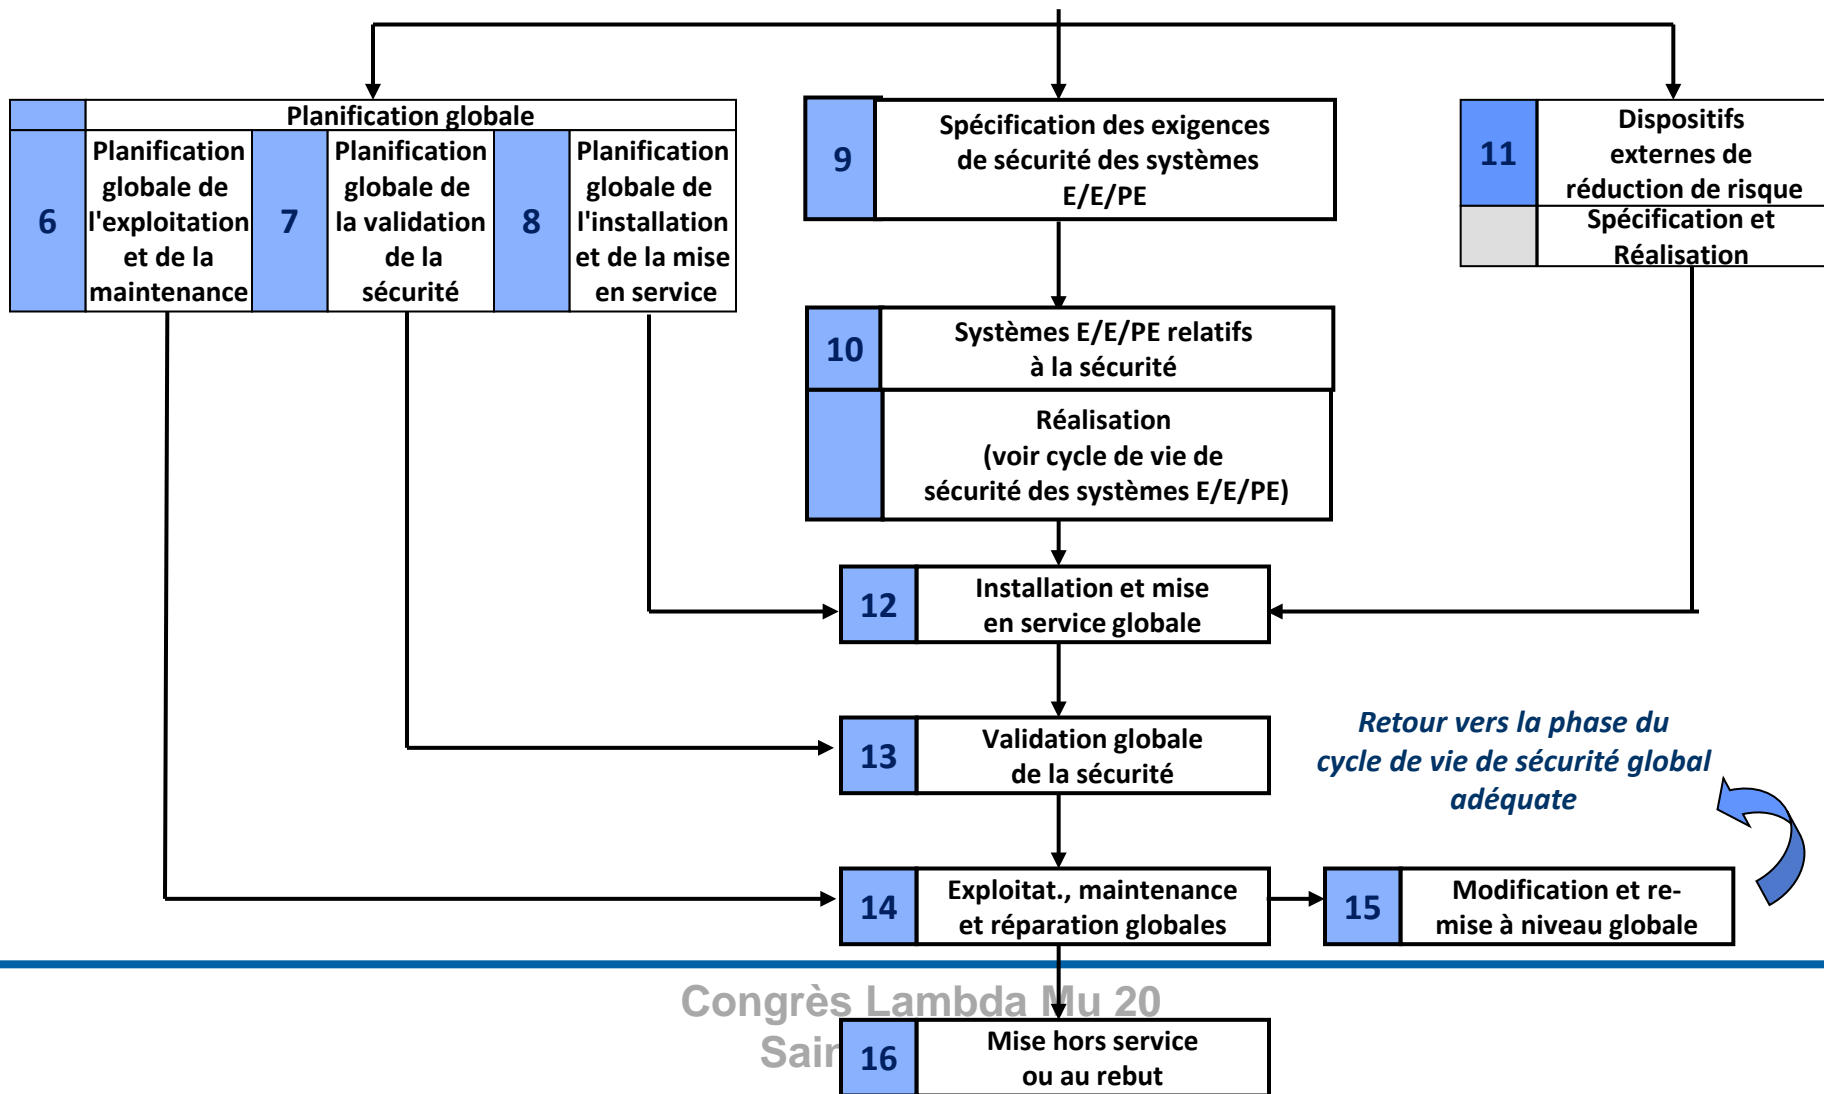 Planification globale
6
Planification
globale de
l'exploitation
et de la
maintenance
7
Planification
globale de
la validation
de la
sécurité
8
Planification
globale de
l'installation
et de la mise
en service
9
Spécification des exigences
de sécurité des systèmes
E/E/PE
11
Dispositifs
externes de
réduction de risque
Spécification et
Réalisation
10
Systèmes E/E/PE relatifs
à la sécurité
Réalisation
(voir cycle de vie de
sécurité des systèmes E/E/PE)
12
Installation et mise
en service globale
13
Validation globale
de la sécurité
Retour vers la phase du
cycle de vie de sécurité global
adéquate
14
Exploitat., maintenance
et réparation globales
15
Modification et re-
mise à niveau globale
Congrès Lambda Mu 20
16
Mise hors service
ou au rebut